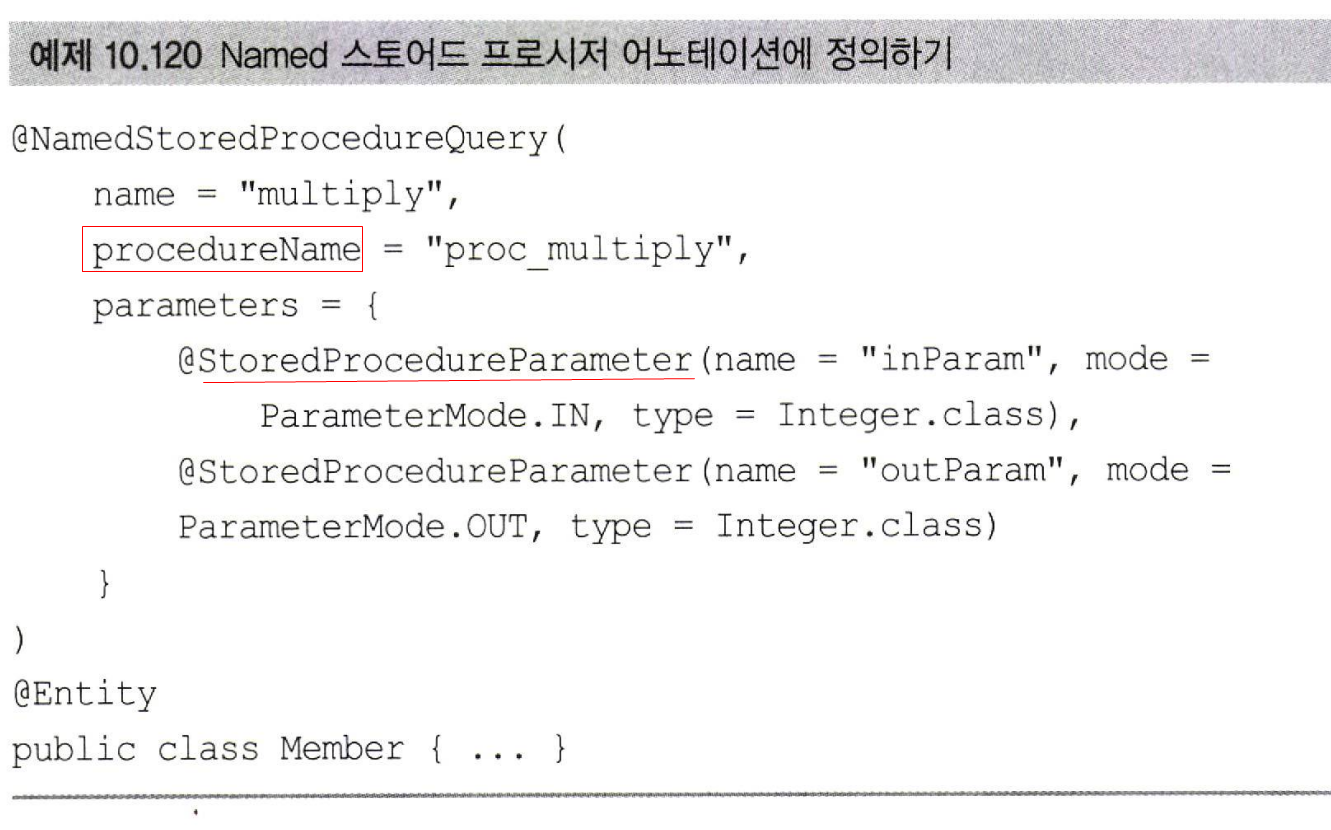 예제 10.120 Named 스토어드 프로시저 어노테이션에 정의하기
@NamedStoredProcedureQuery(
    name = "multiply",
    procedureName = "proc_multiply",
    parameters = {
        @StoredProcedureParameter(name = "inParam", mode =
            ParameterMode.IN, type = Integer.class),
        @StoredProcedureParameter(name = "outParam", mode =
        ParameterMode.OUT, type = Integer.class)
    }
)
@Entity
public class Member { ... }